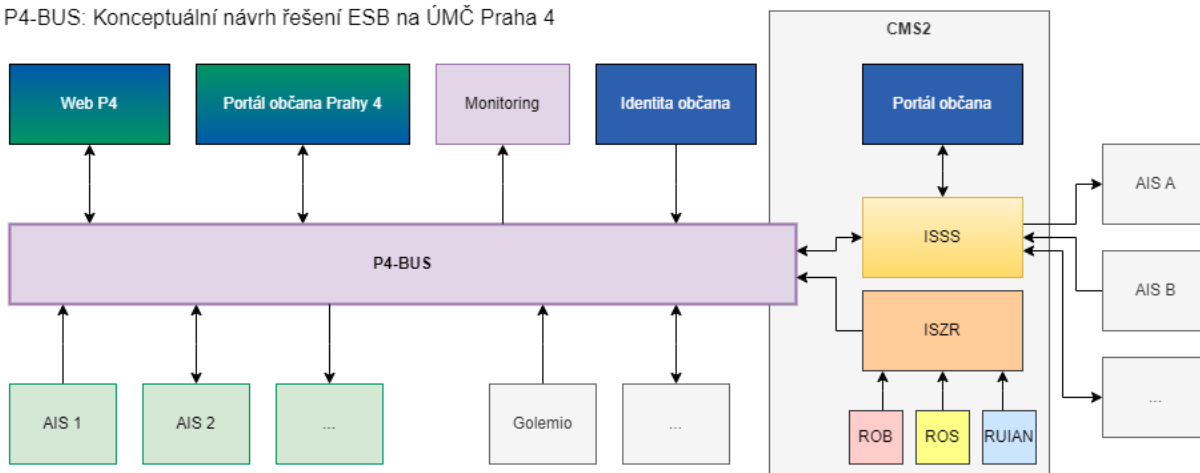 P4-BUS: Konceptuální návrh řešení ESB na ÚMČ Praha 4
CMS2
Web P4
Portál občana Prahy 4
Monitoring
Identita občana
Portál občana
AIS A
ISSS
P4-BUS
AIS B
ISZR
...
AIS 1
AIS 2
...
Golemio
...
ROB
ROS
RUIAN